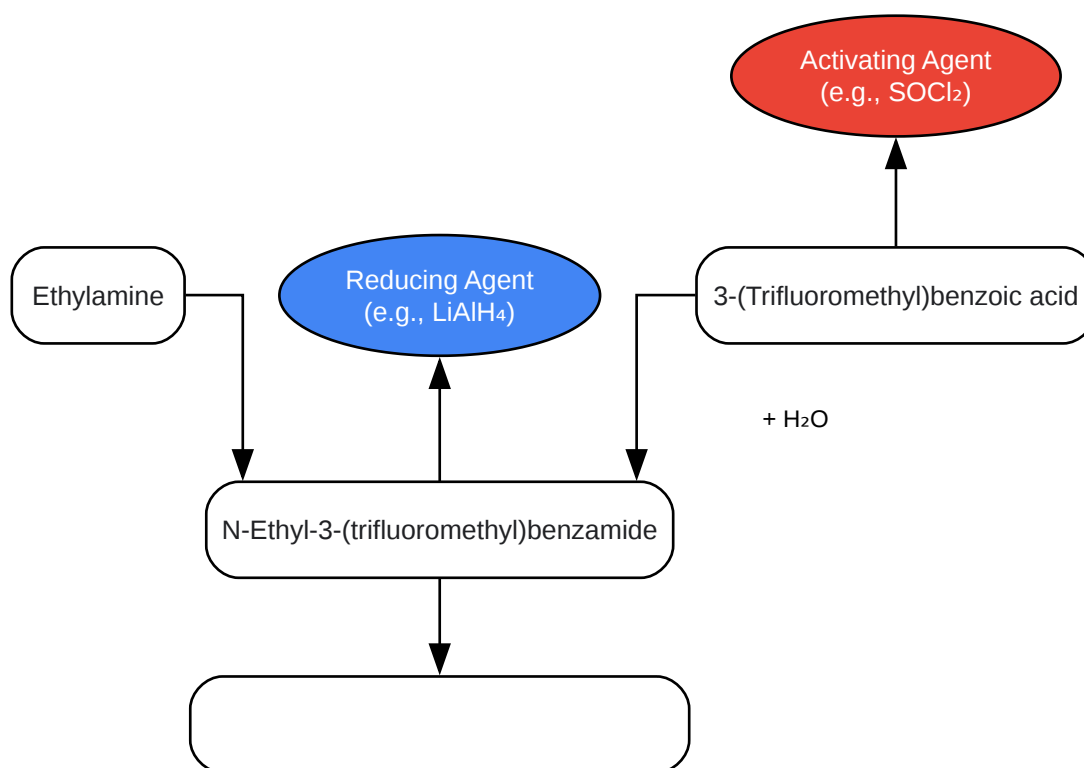 Activating Agent
(e.g., SOCl₂)
Ethylamine
Reducing Agent
(e.g., LiAlH₄)
3-(Trifluoromethyl)benzoic acid
+ H₂O
N-Ethyl-3-(trifluoromethyl)benzamide